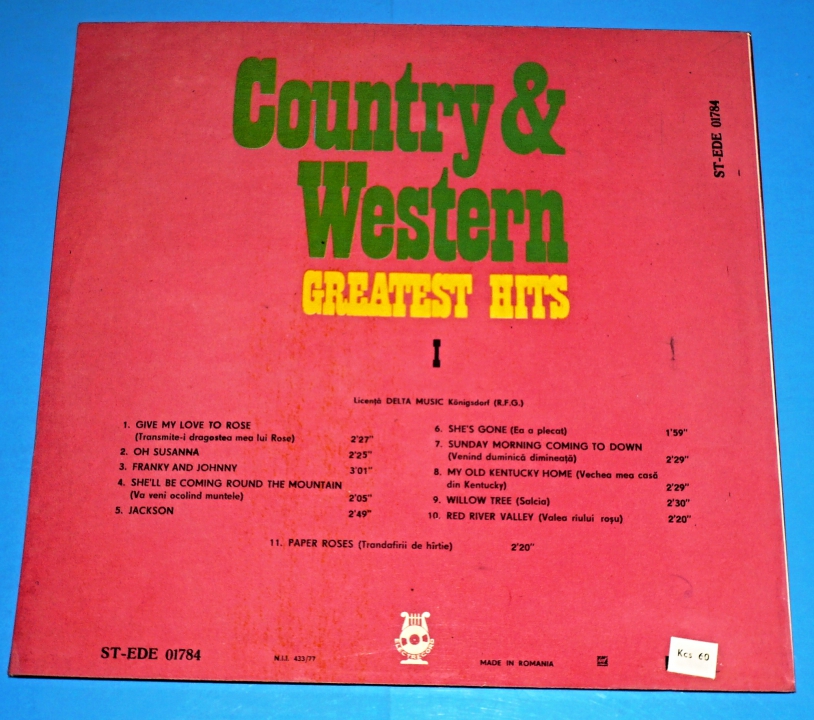 Country &
Western
GREATEST HITS
I
ST-EDE 01784
Licență DELTA MUSIC Königsdorf (R.F.G.)
1. GIVE MY LOVE TO ROSE
(Transmite-i dragostea mea lui Rose) 2'27"
2. OH SUSANNA 2'25"
3. FRANKY AND JOHNNY 3'01"
4. SHE'LL BE COMING ROUND THE MOUNTAIN
(Va veni ocolind muntele) 2'05"
5. JACKSON 2'49"
6. SHE'S GONE (Ea a plecat) 1'59"
7. SUNDAY MORNING COMING TO DOWN
(Venind duminică dimineață) 2'29"
8. MY OLD KENTUCKY HOME (Vechea mea casă
din Kentucky) 2'29"
9. WILLOW TREE (Salcia) 2'30"
10. RED RIVER VALLEY (Valea rîului roșu) 2'20"
11. PAPER ROSES (Trandafirii de hîrtie) 2'20"
ST-EDE 01784
N.I.I. 433/77
ELECTRECORD
MADE IN ROMANIA
Kcs 60